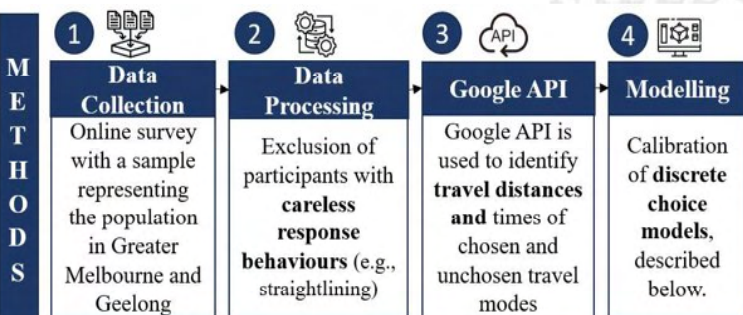 METHODS
1
Data
Collection
Online survey
with a sample
representing
the population
in Greater
Melbourne and
Geelong
2
Data
Processing
Exclusion of
participants with
careless
response
behaviours (e.g.,
straightlining)
3
API
Google API
Google API is
used to identify
travel distances
and times of
chosen and
unchosen travel
modes
4
Modelling
Calibration
of discrete
choice
models,
described
below.